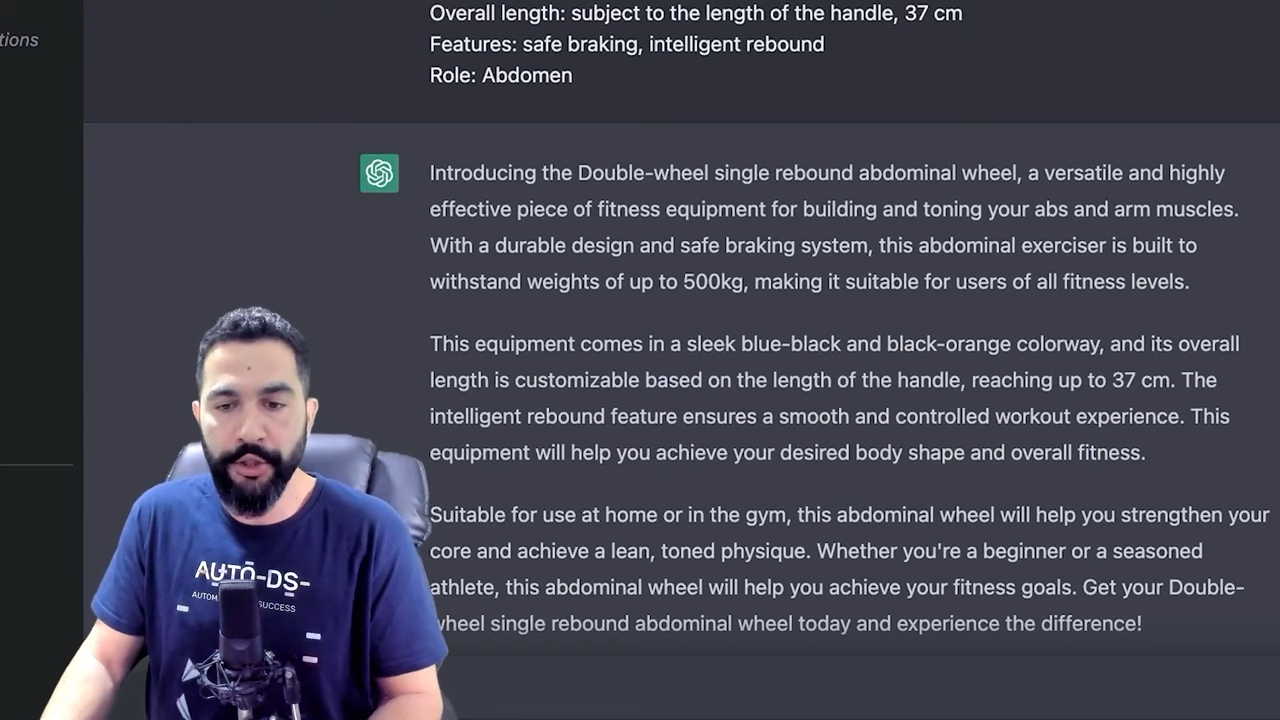 Overall length: subject to the length of the handle, 37 cm
tions
Features: safe braking, intelligent rebound
Role: Abdomen
Introducing the Double-wheel single rebound abdominal wheel, a versatile and highly
effective piece of fitness equipment for building and toning your abs and arm muscles.
With a durable design and safe braking system, this abdominal exerciser is built to
withstand weights of up to 500kg, making it suitable for users of all fitness levels.
This equipment comes in a sleek blue-black and black-orange colorway, and its overall
length is customizable based on the length of the handle, reaching up to 37 cm. The
intelligent rebound feature ensures a smooth and controlled workout experience. This
equipment will help you achieve your desired body shape and overall fitness.
Suitable for use at home or in the gym, this abdominal wheel will help you strengthen your
core and achieve a lean, toned physique. Whether you're a beginner or a seasoned
athlete, this abdominal wheel will help you achieve your fitness goals. Get your Double-
wheel single rebound abdominal wheel today and experience the difference!
AUTO-DS-
SUCCESS